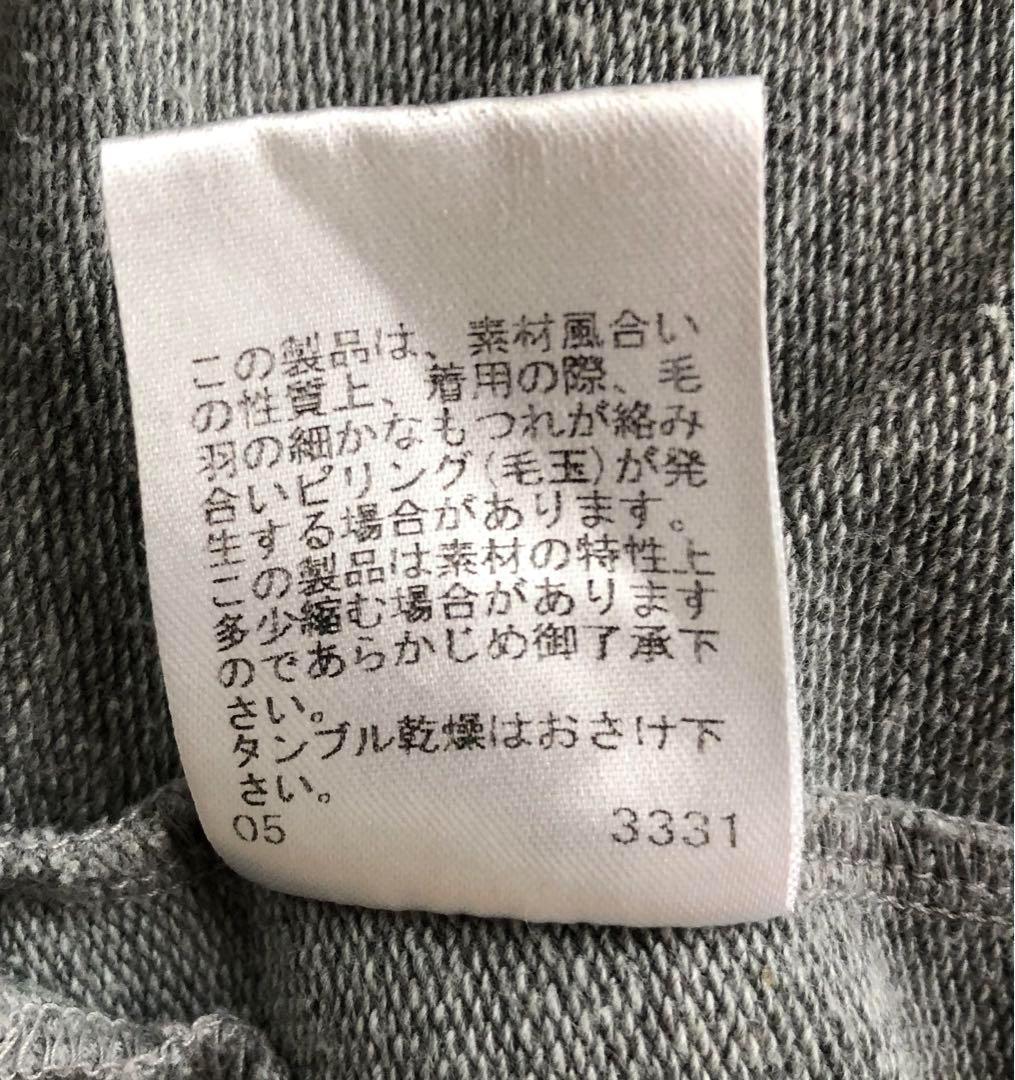 この製品は、素材風合い
の性質上、着用の際、毛
羽の細かなもつれが絡み
合いピリング(毛玉)が発
生する場合があります。
この製品は素材の特性上
多少縮む場合があります
のであらかじめ御了承下
さい。
タンブル乾燥はおさけ下
さい。
05 3331